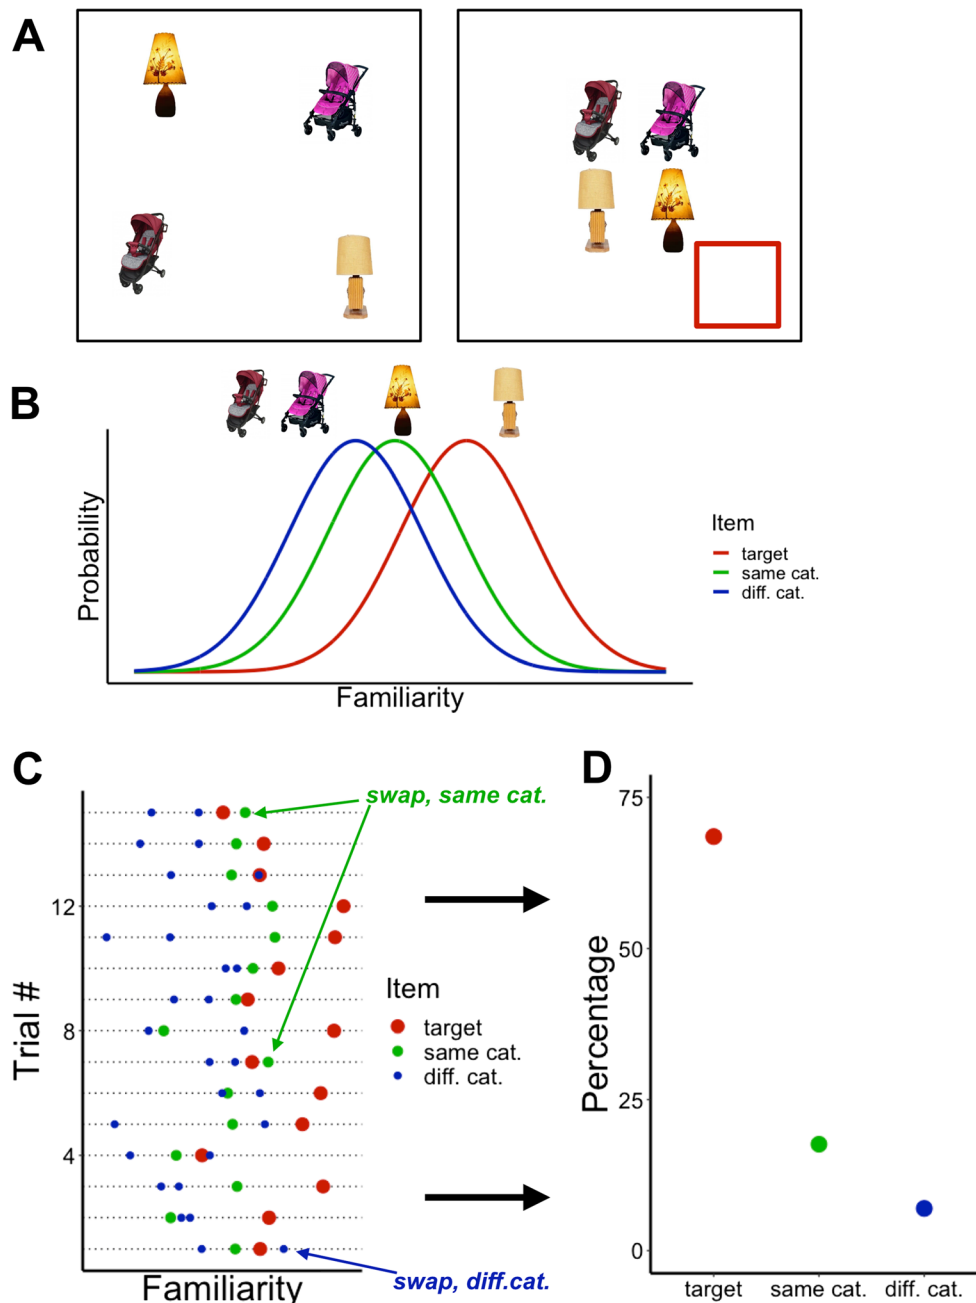 A
B
Probability
Familiarity
Item
target
same cat.
diff. cat.
C
Trial #
12
8
4
Familiarity
swap, same cat.
Item
target
same cat.
diff. cat.
swap, diff.cat.
D
Percentage
75
50
25
0
target
same cat.
diff. cat.